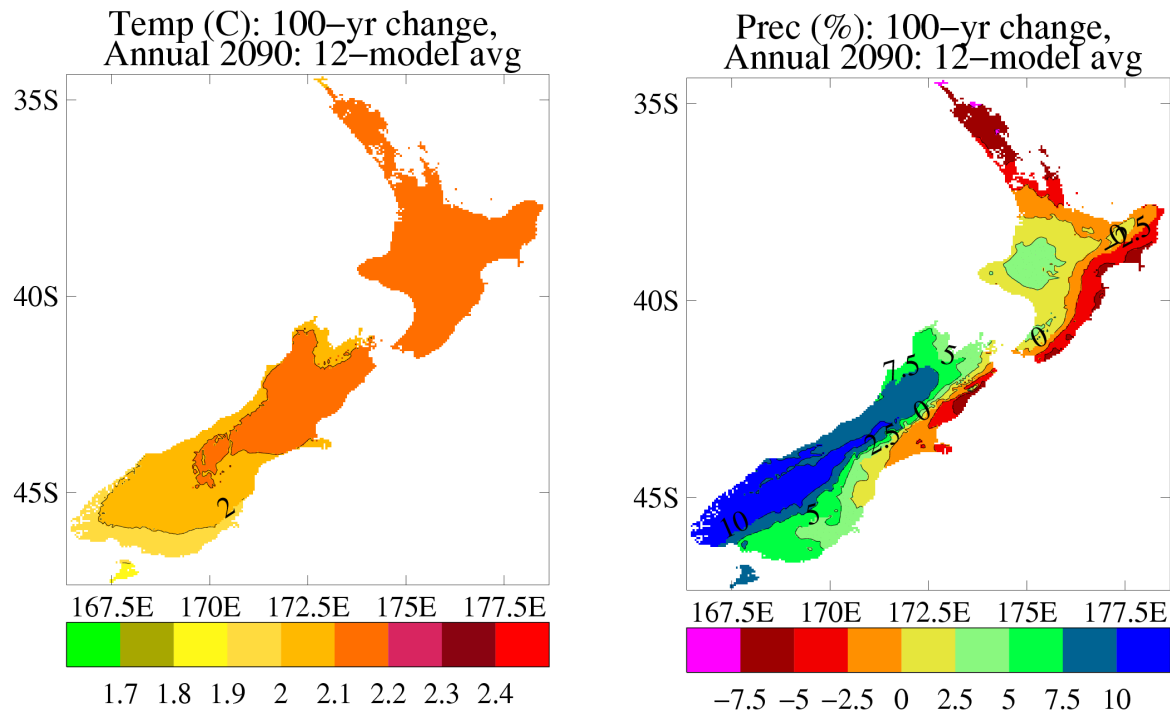 Temp (C): 100−yr change,
Annual 2090: 12−model avg
35S
40S
45S
2
167.5E 170E 172.5E 175E 177.5E
1.7 1.8 1.9 2 2.1 2.2 2.3 2.4
Prec (%): 100−yr change,
Annual 2090: 12−model avg
35S
0
−2.5
40S
0
7.5 5
0
2.5
45S
10 5
167.5E 170E 172.5E 175E 177.5E
−7.5 −5 −2.5 0 2.5 5 7.5 10